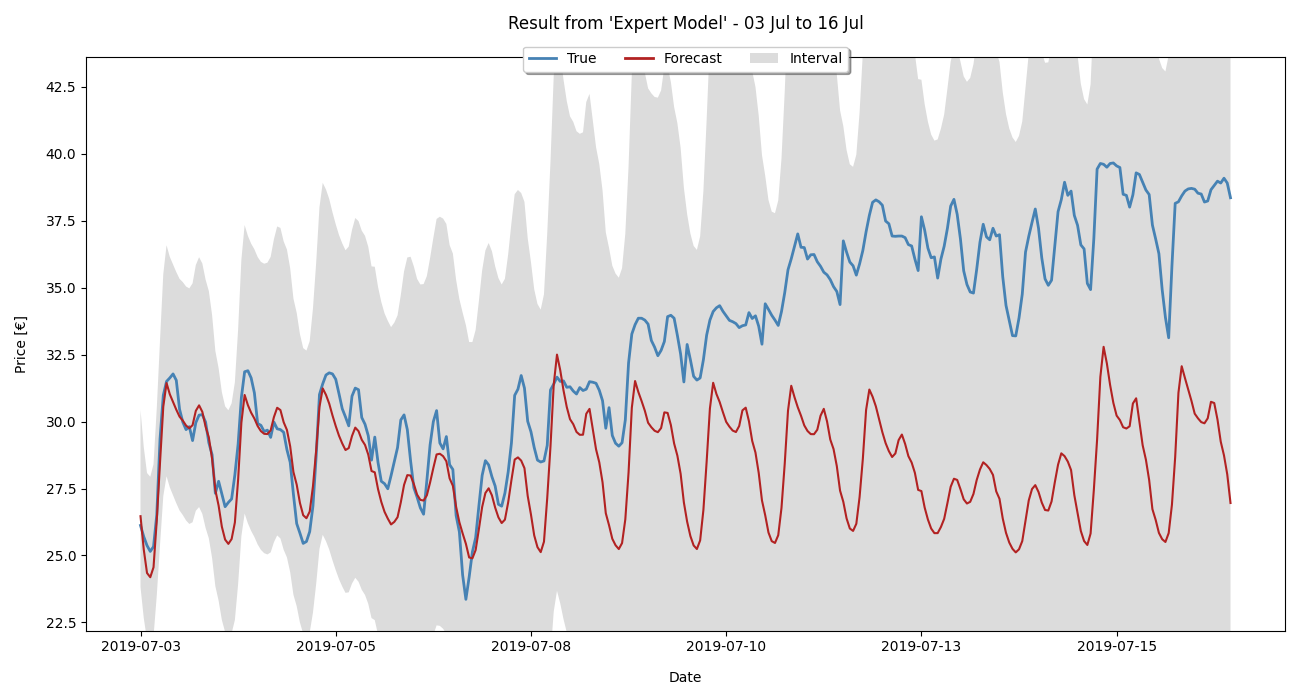 Result from 'Expert Model' - 03 Jul to 16 Jul
True Forecast Interval
42.5
40.0
37.5
35.0
32.5
30.0
27.5
25.0
22.5
Price [€]
2019-07-03 2019-07-05 2019-07-08 2019-07-10 2019-07-13 2019-07-15
Date